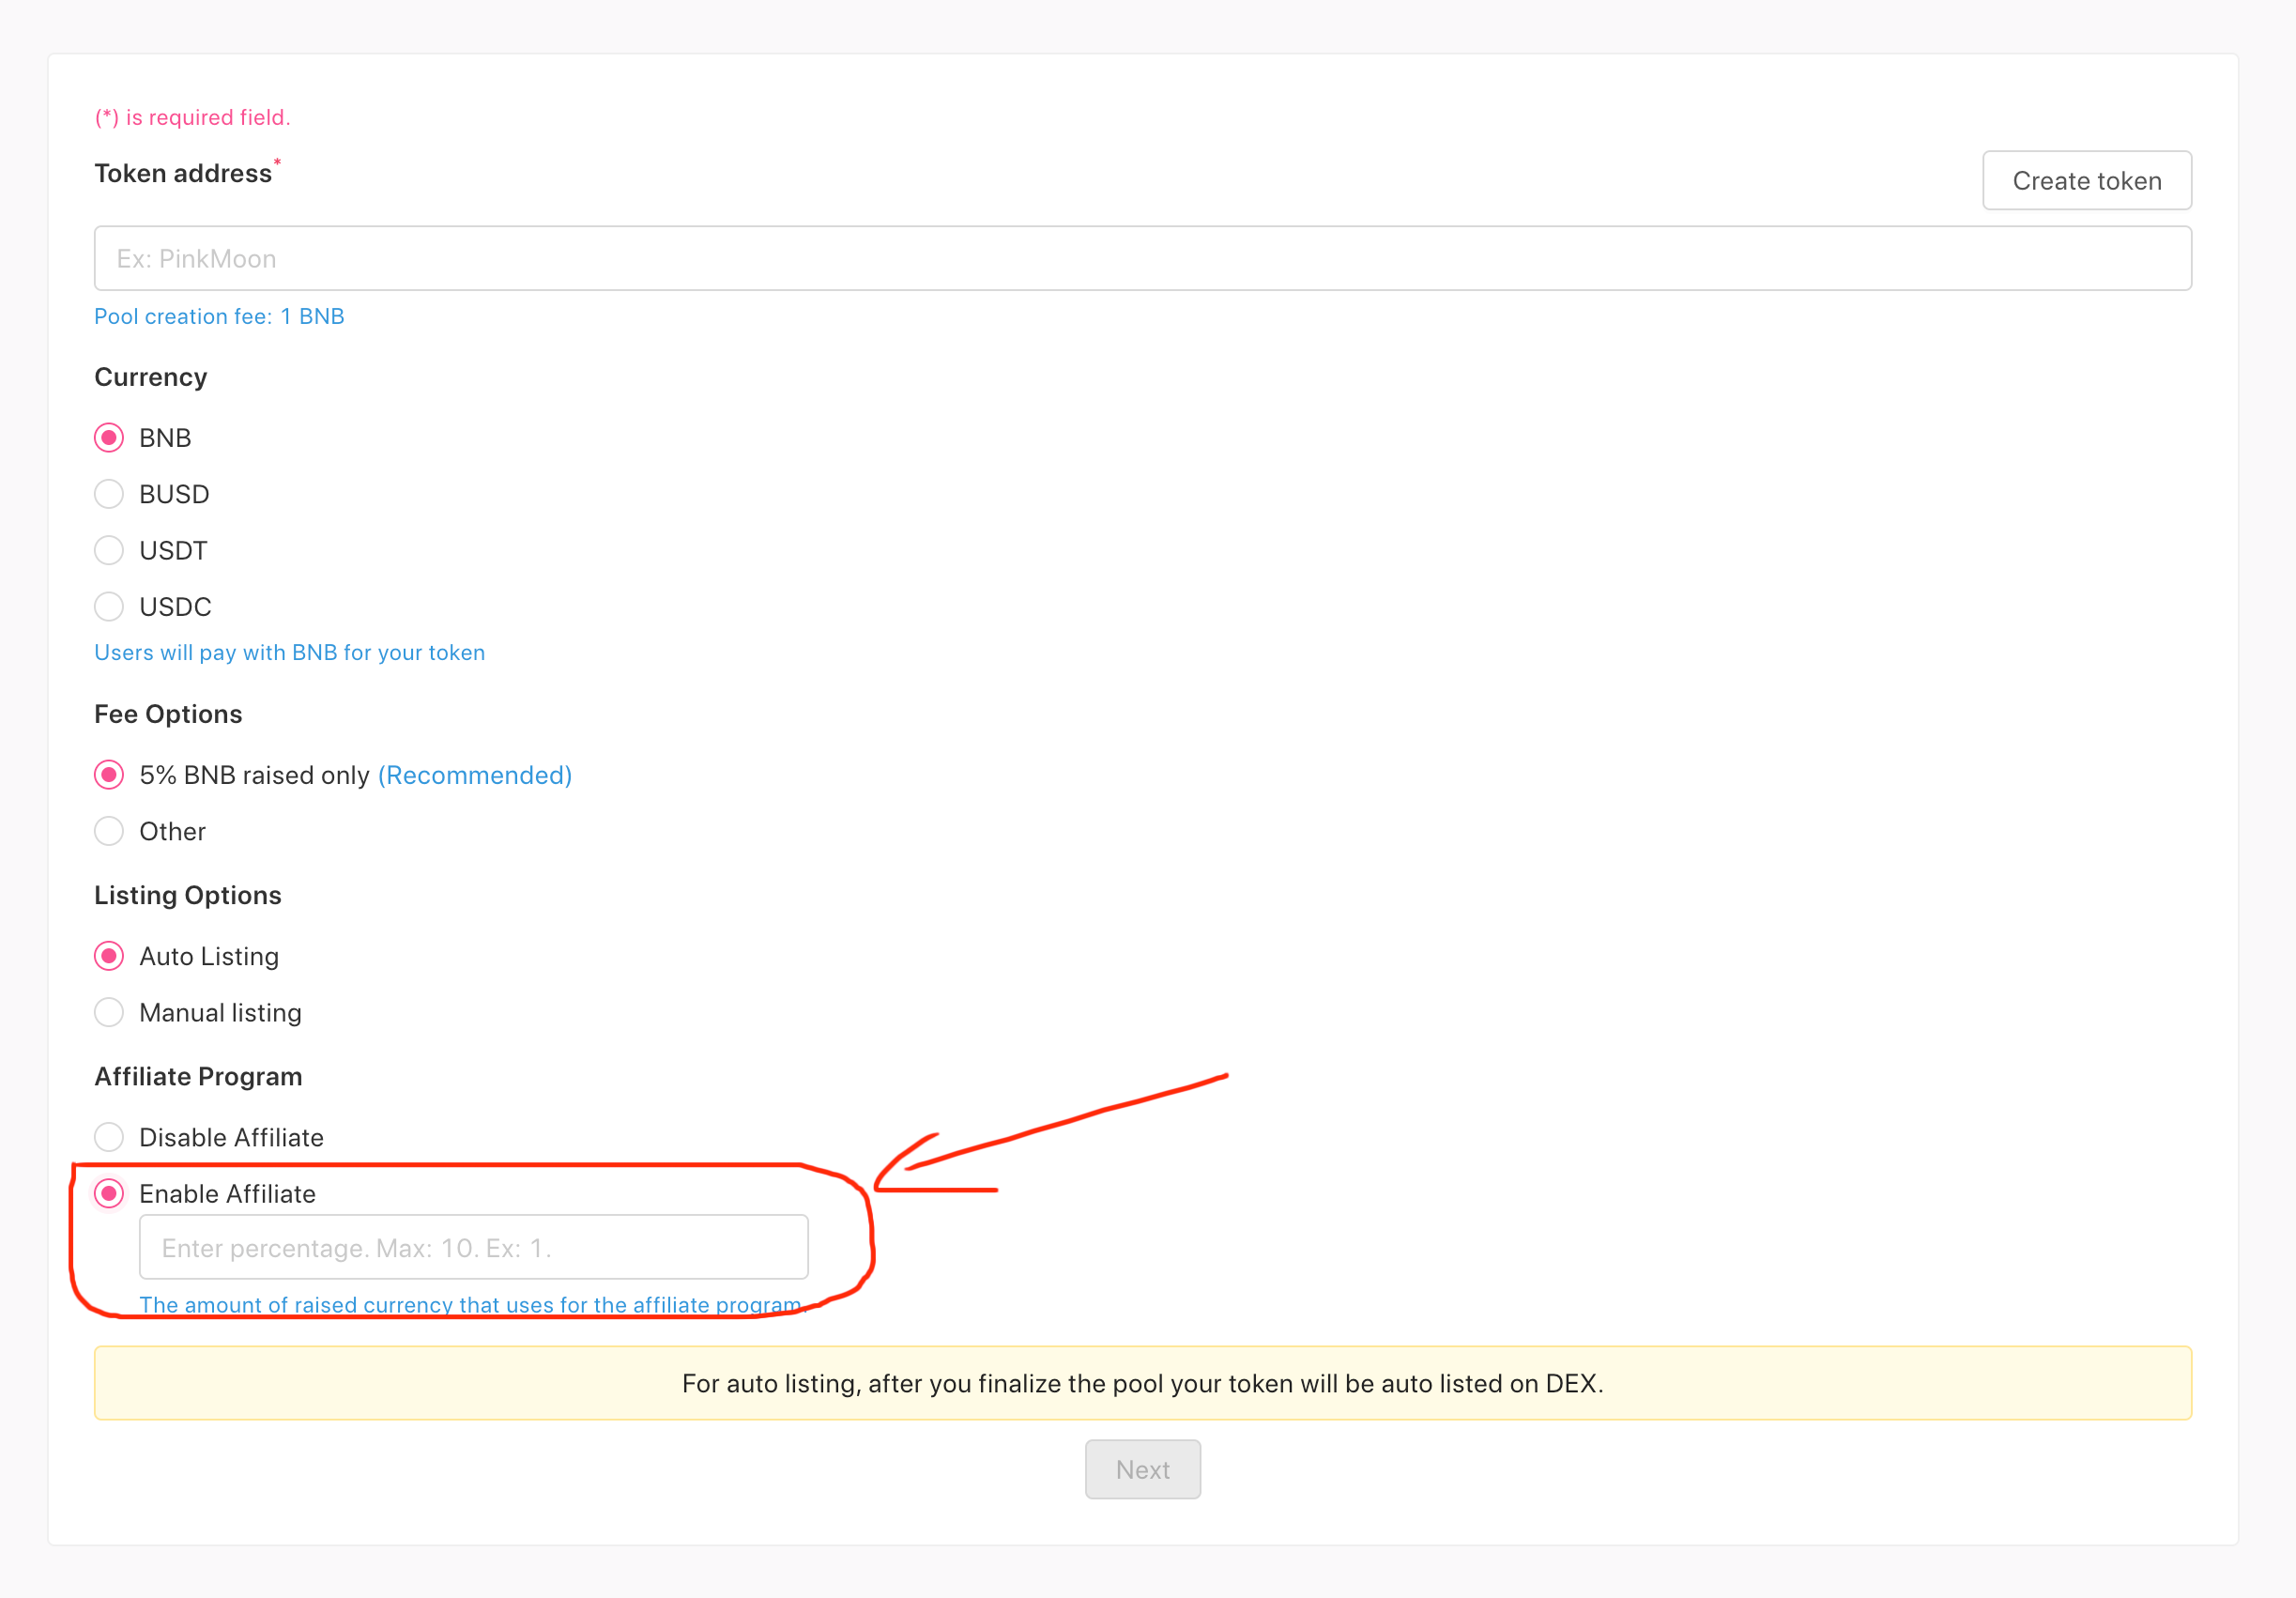 (*) is required field.
Token address*
Create token
Ex: PinkMoon
Pool creation fee: 1 BNB
Currency
BNB
BUSD
USDT
USDC
Users will pay with BNB for your token
Fee Options
5% BNB raised only (Recommended)
Other
Listing Options
Auto Listing
Manual listing
Affiliate Program
Disable Affiliate
Enable Affiliate
Enter percentage. Max: 10. Ex: 1.
The amount of raised currency that uses for the affiliate program.
For auto listing, after you finalize the pool your token will be auto listed on DEX.
Next